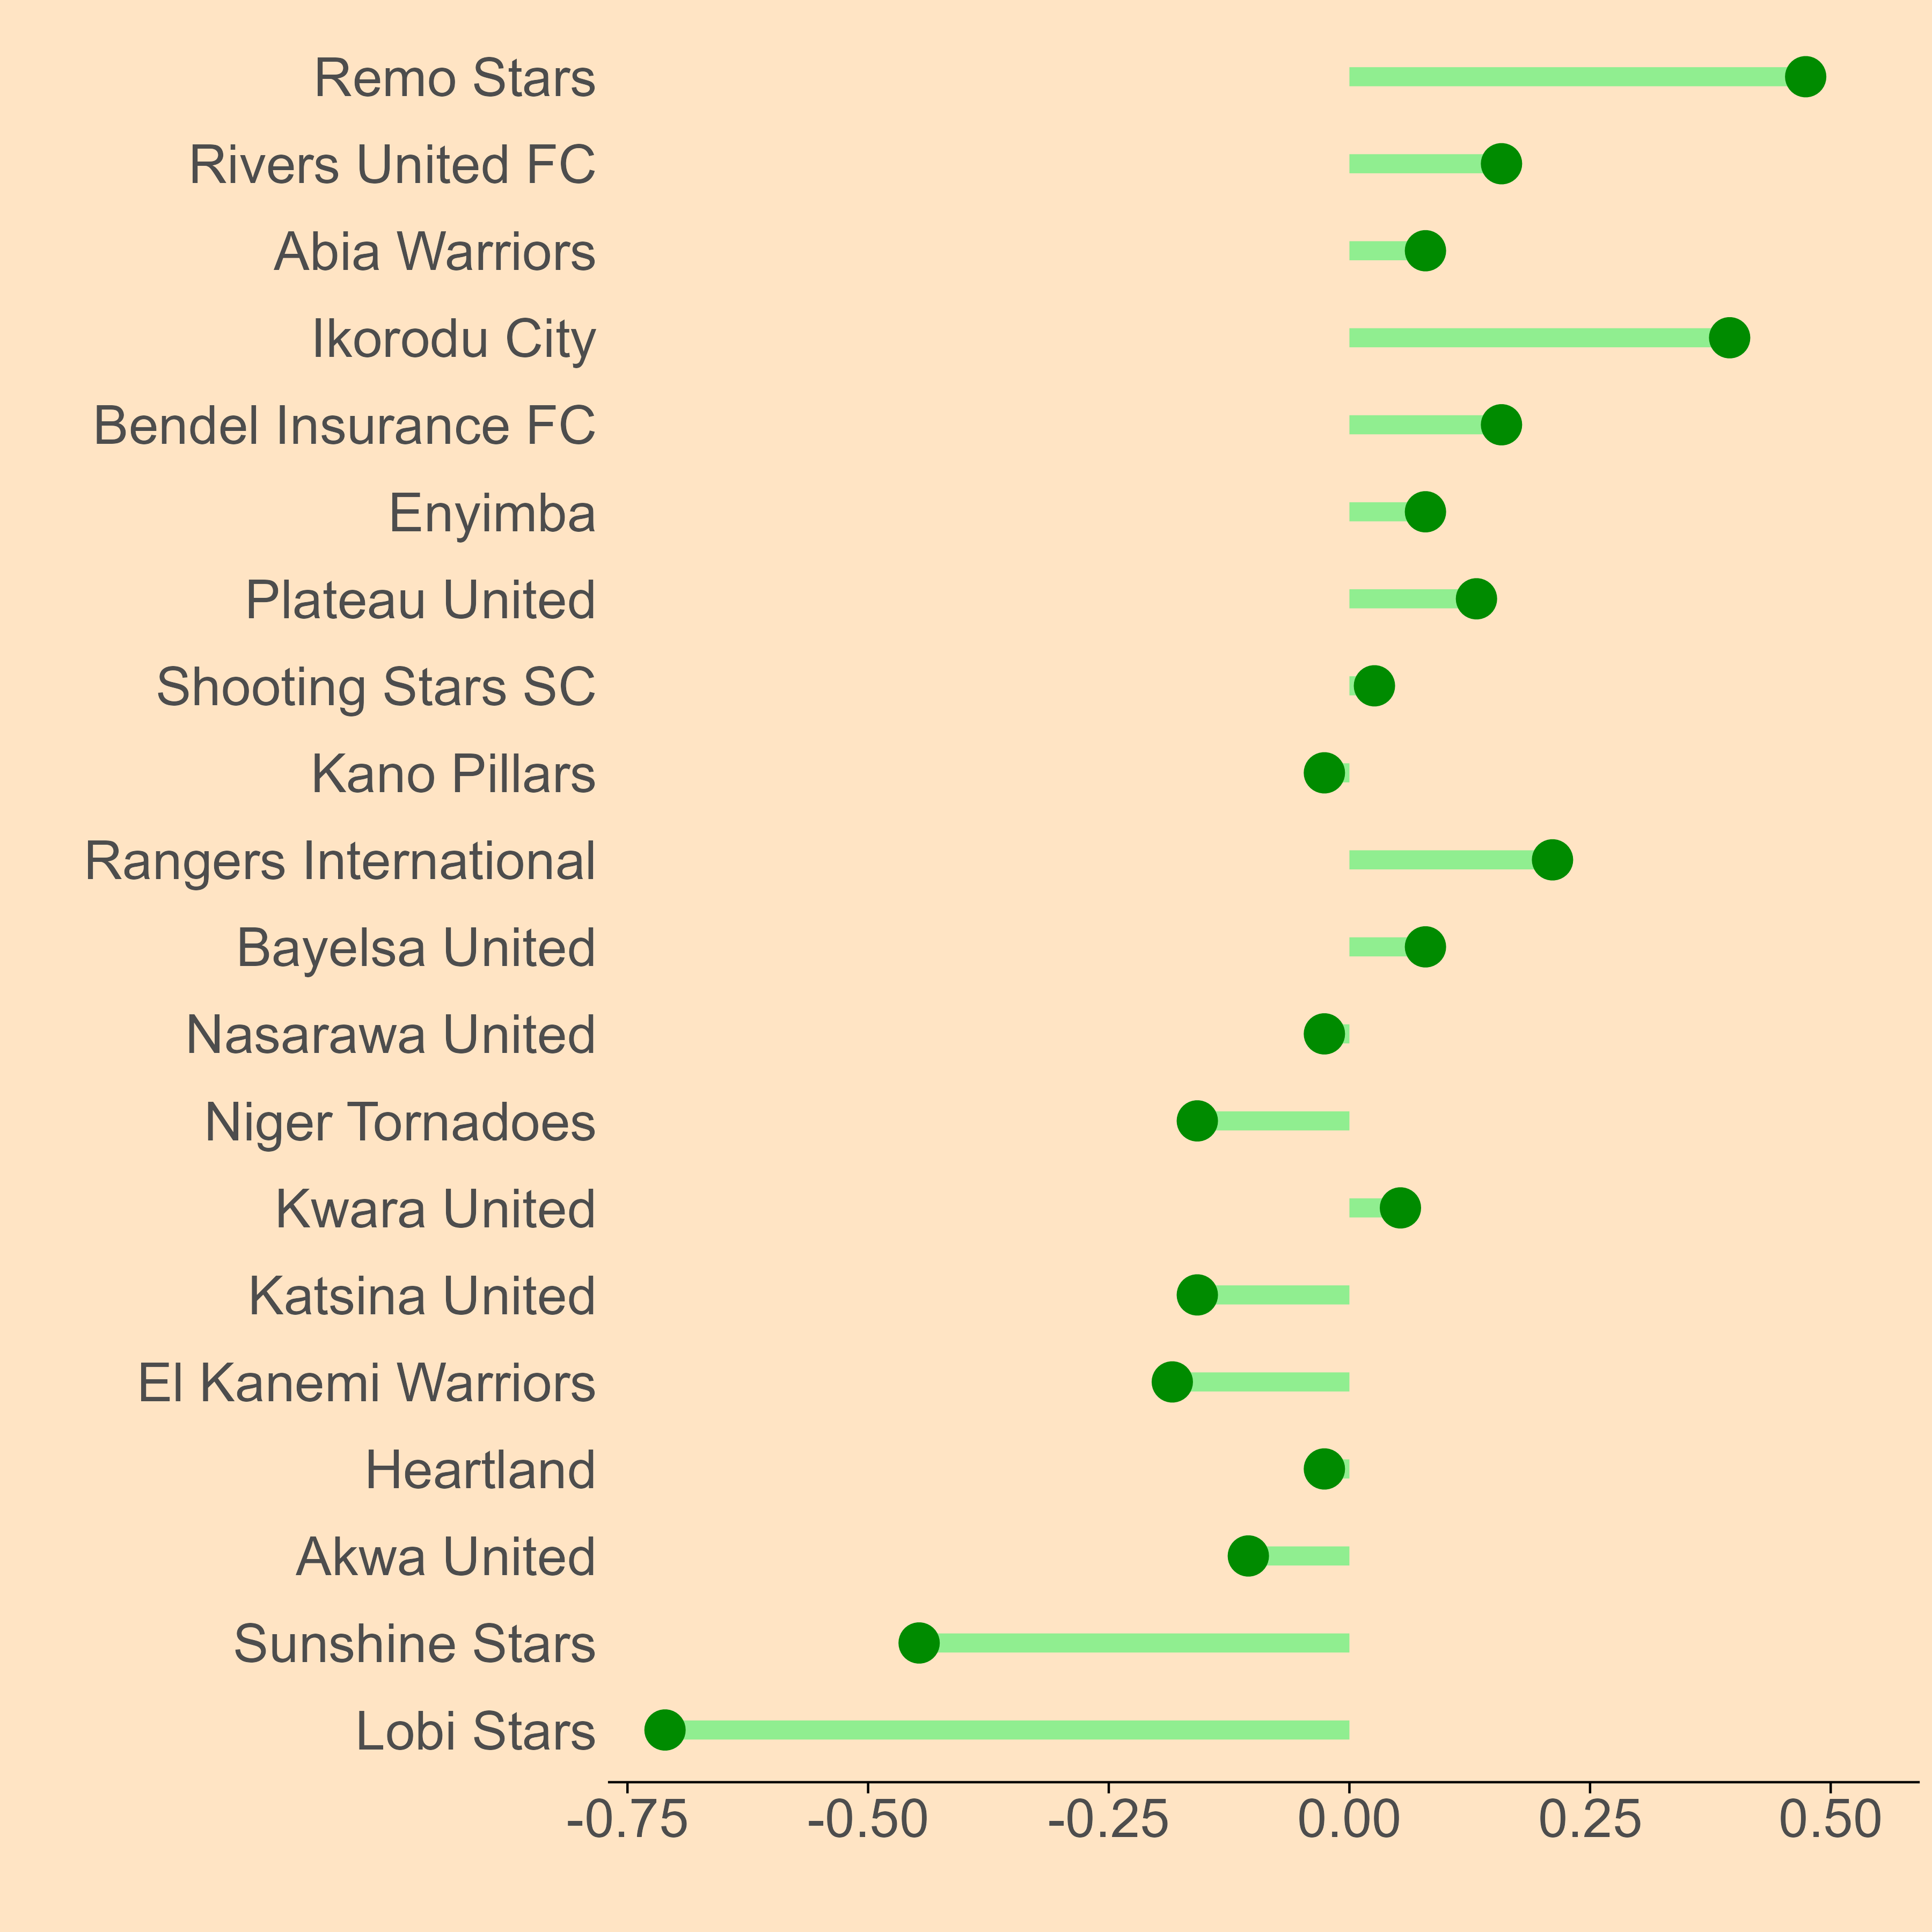 Remo Stars
Rivers United FC
Abia Warriors
Ikorodu City
Bendel Insurance FC
Enyimba
Plateau United
Shooting Stars SC
Kano Pillars
Rangers International
Bayelsa United
Nasarawa United
Niger Tornadoes
Kwara United
Katsina United
El Kanemi Warriors
Heartland
Akwa United
Sunshine Stars
Lobi Stars
-0.75 -0.50 -0.25 0.00 0.25 0.50